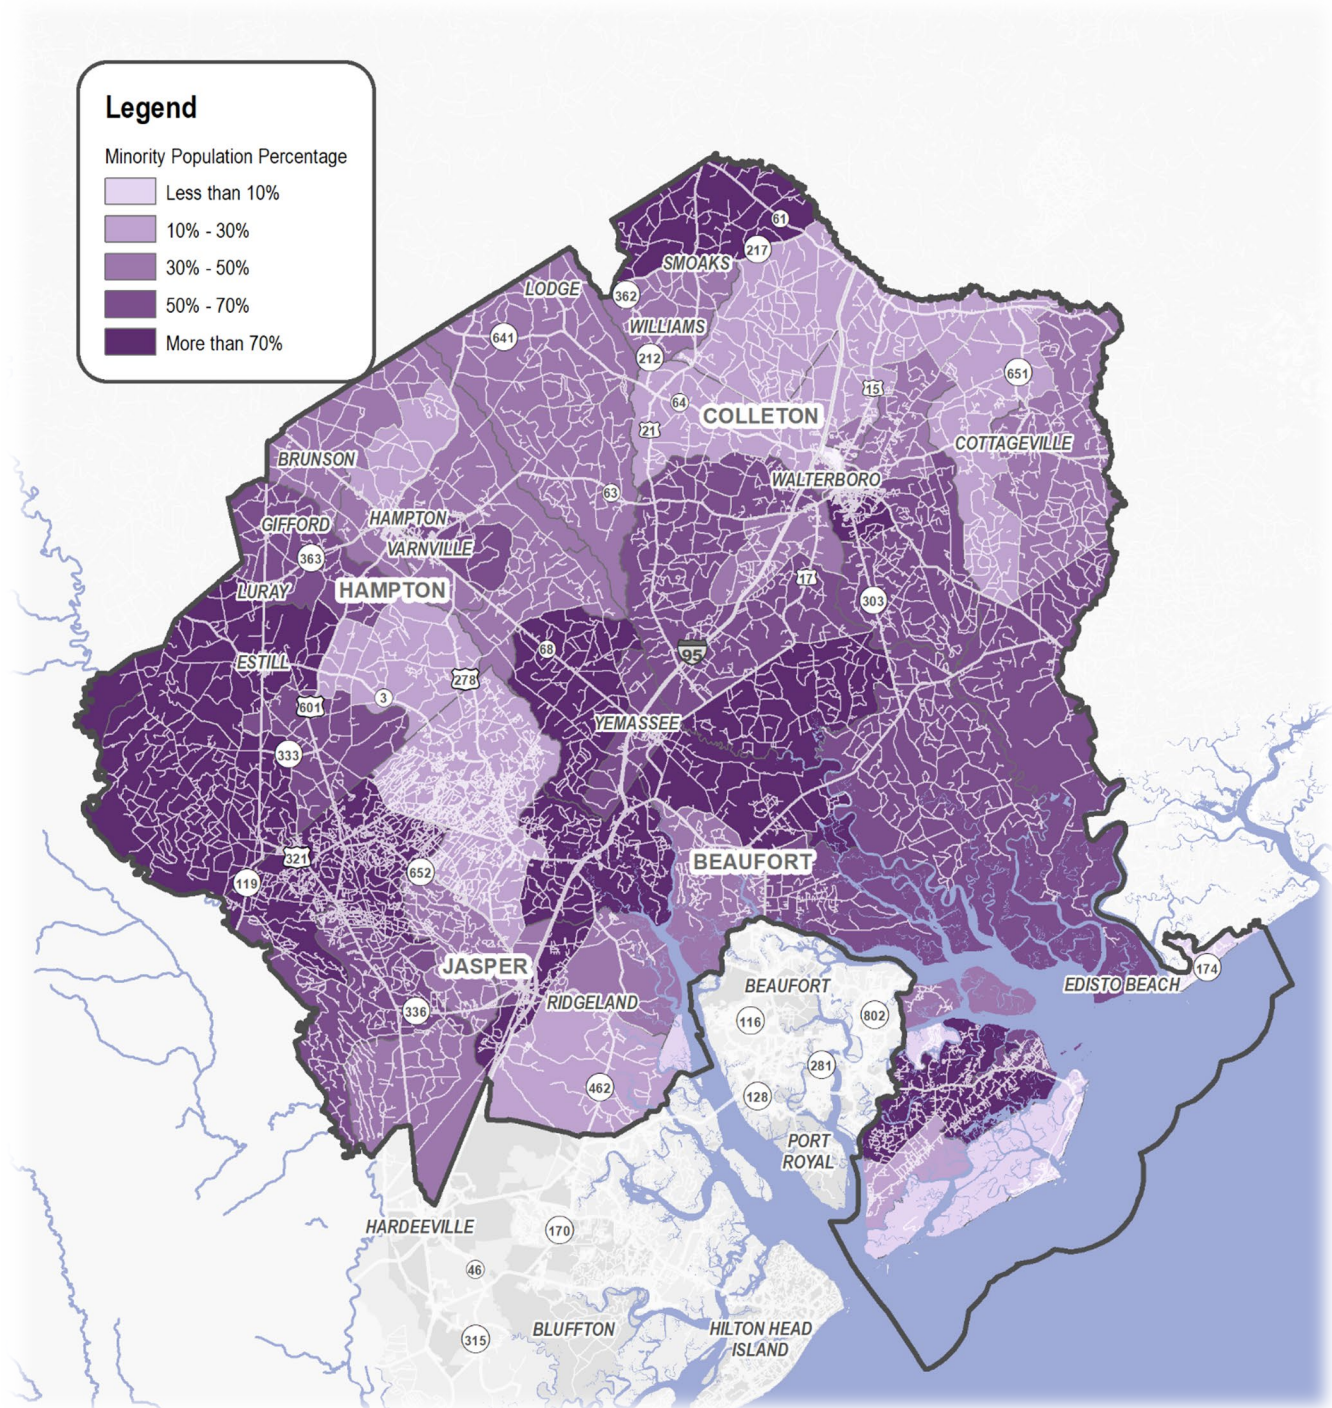 Legend
Minority Population Percentage
Less than 10%
10% - 30%
30% - 50%
50% - 70%
More than 70%
61
217
SMOAKS
LODGE
362
WILLIAMS
641
212
651
15
64
COLLETON
21
COTTAGEVILLE
BRUNSON
WALTERBORO
63
HAMPTON
GIFFORD
VARNVILLE
363
17
LURAY
HAMPTON
303
68
95
ESTILL
278
3
601
YEMASSEE
333
321
BEAUFORT
652
119
JASPER
174
EDISTO BEACH
BEAUFORT
RIDGELAND
336
116
802
281
462
128
PORT
ROYAL
HARDEEVILLE
170
46
BLUFFTON
HILTON HEAD
ISLAND
315